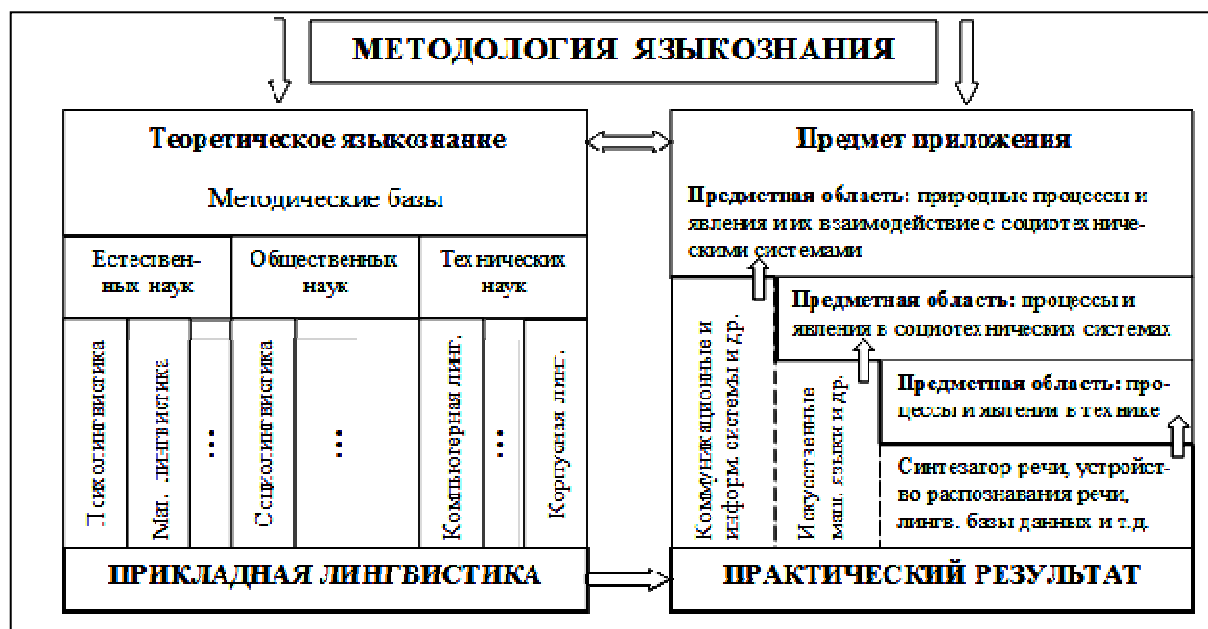 МЕТОДОЛОГИЯ ЯЗЫКОЗНАНИЯ
Теоретическое языкознание
Методические базы
Естествен-
ных наук
Общественных
наук
Технических
наук
Психолингвистика
Мат. лингвистика
...
Социолингвистика
...
Компьютерная линг.
...
Корпусная линг.
ПРИКЛАДНАЯ ЛИНГВИСТИКА
Предмет приложения
Предметная область: природные процессы и
явления и их взаимодействие с социотехниче-
скими системами
Предметная область: процессы и
явления в социотехнических системах
Предметная область: про-
цессы и явления в технике
Коммуникационные и
информ. системы и др.
Искусственные
маш. языки и др.
Синтезатор речи, устройст-
во распознавания речи,
лингв. базы данных и т.д.
ПРАКТИЧЕСКИЙ РЕЗУЛЬТАТ